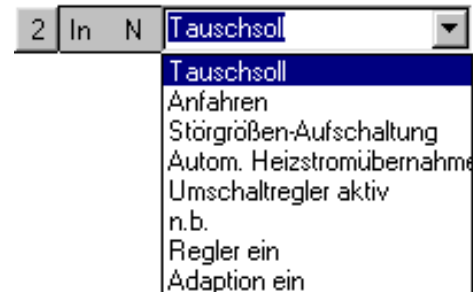 2 In N Tauschsoll
Tauschsoll
Anfahren
Störgrößen-Aufschaltung
Autom. Heizstromübernahme
Umschaltregler aktiv
n.b.
Regler ein
Adaption ein